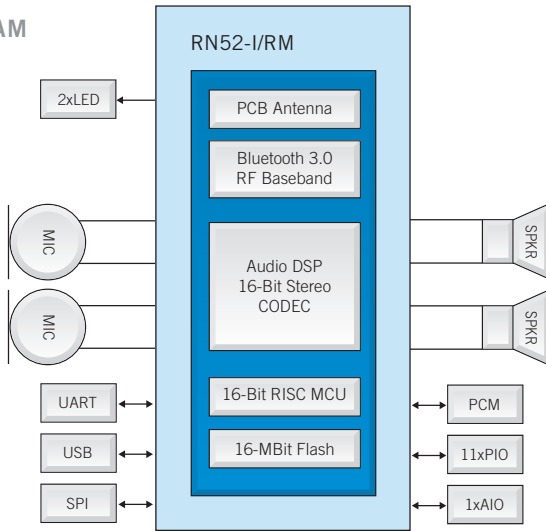 AM
RN52-I/RM
2xLED
PCB Antenna
Bluetooth 3.0
RF Baseband
MIC
MIC
Audio DSP
16-Bit Stereo
CODEC
SPKR
SPKR
UART
USB
SPI
16-Bit RISC MCU
16-MBit Flash
PCM
11xPIO
1xAIO